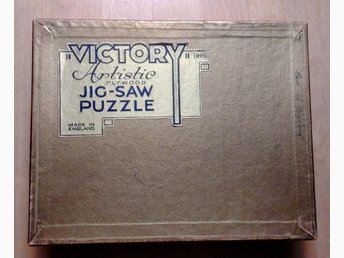 "VICTORY"
Artistic
PLYWOOD
JIG-SAW
PUZZLE
MADE IN
ENGLAND